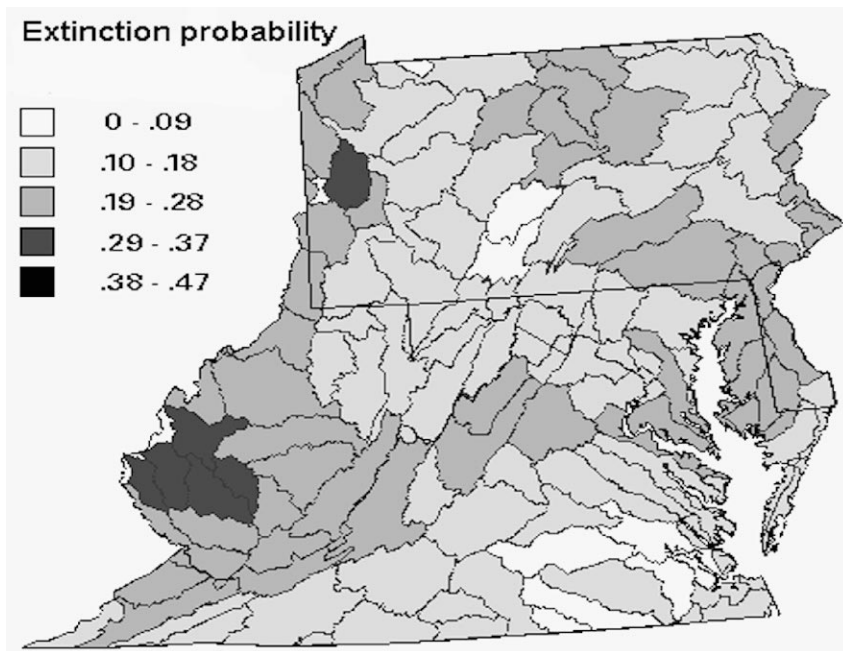 Extinction probability
0 - .09
.10 - .18
.19 - .28
.29 - .37
.38 - .47